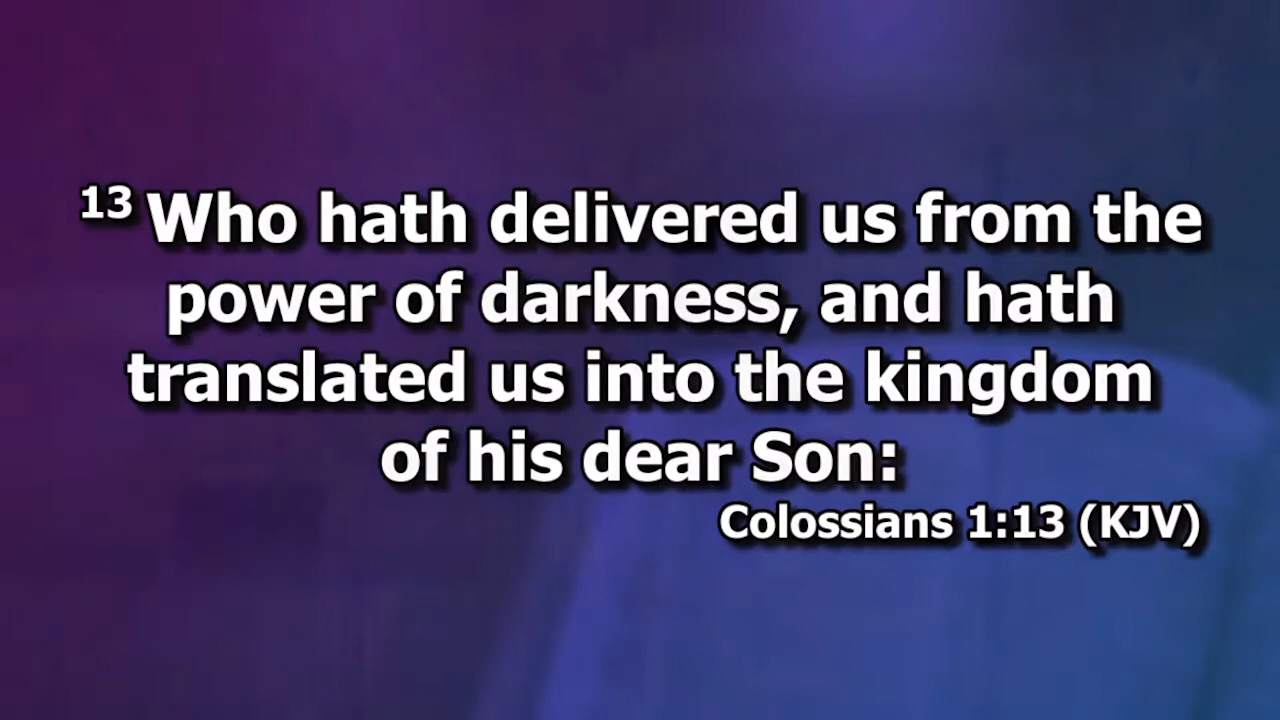 13 Who hath delivered us from the
power of darkness, and hath
translated us into the kingdom
of his dear Son:
Colossians 1:13 (KJV)